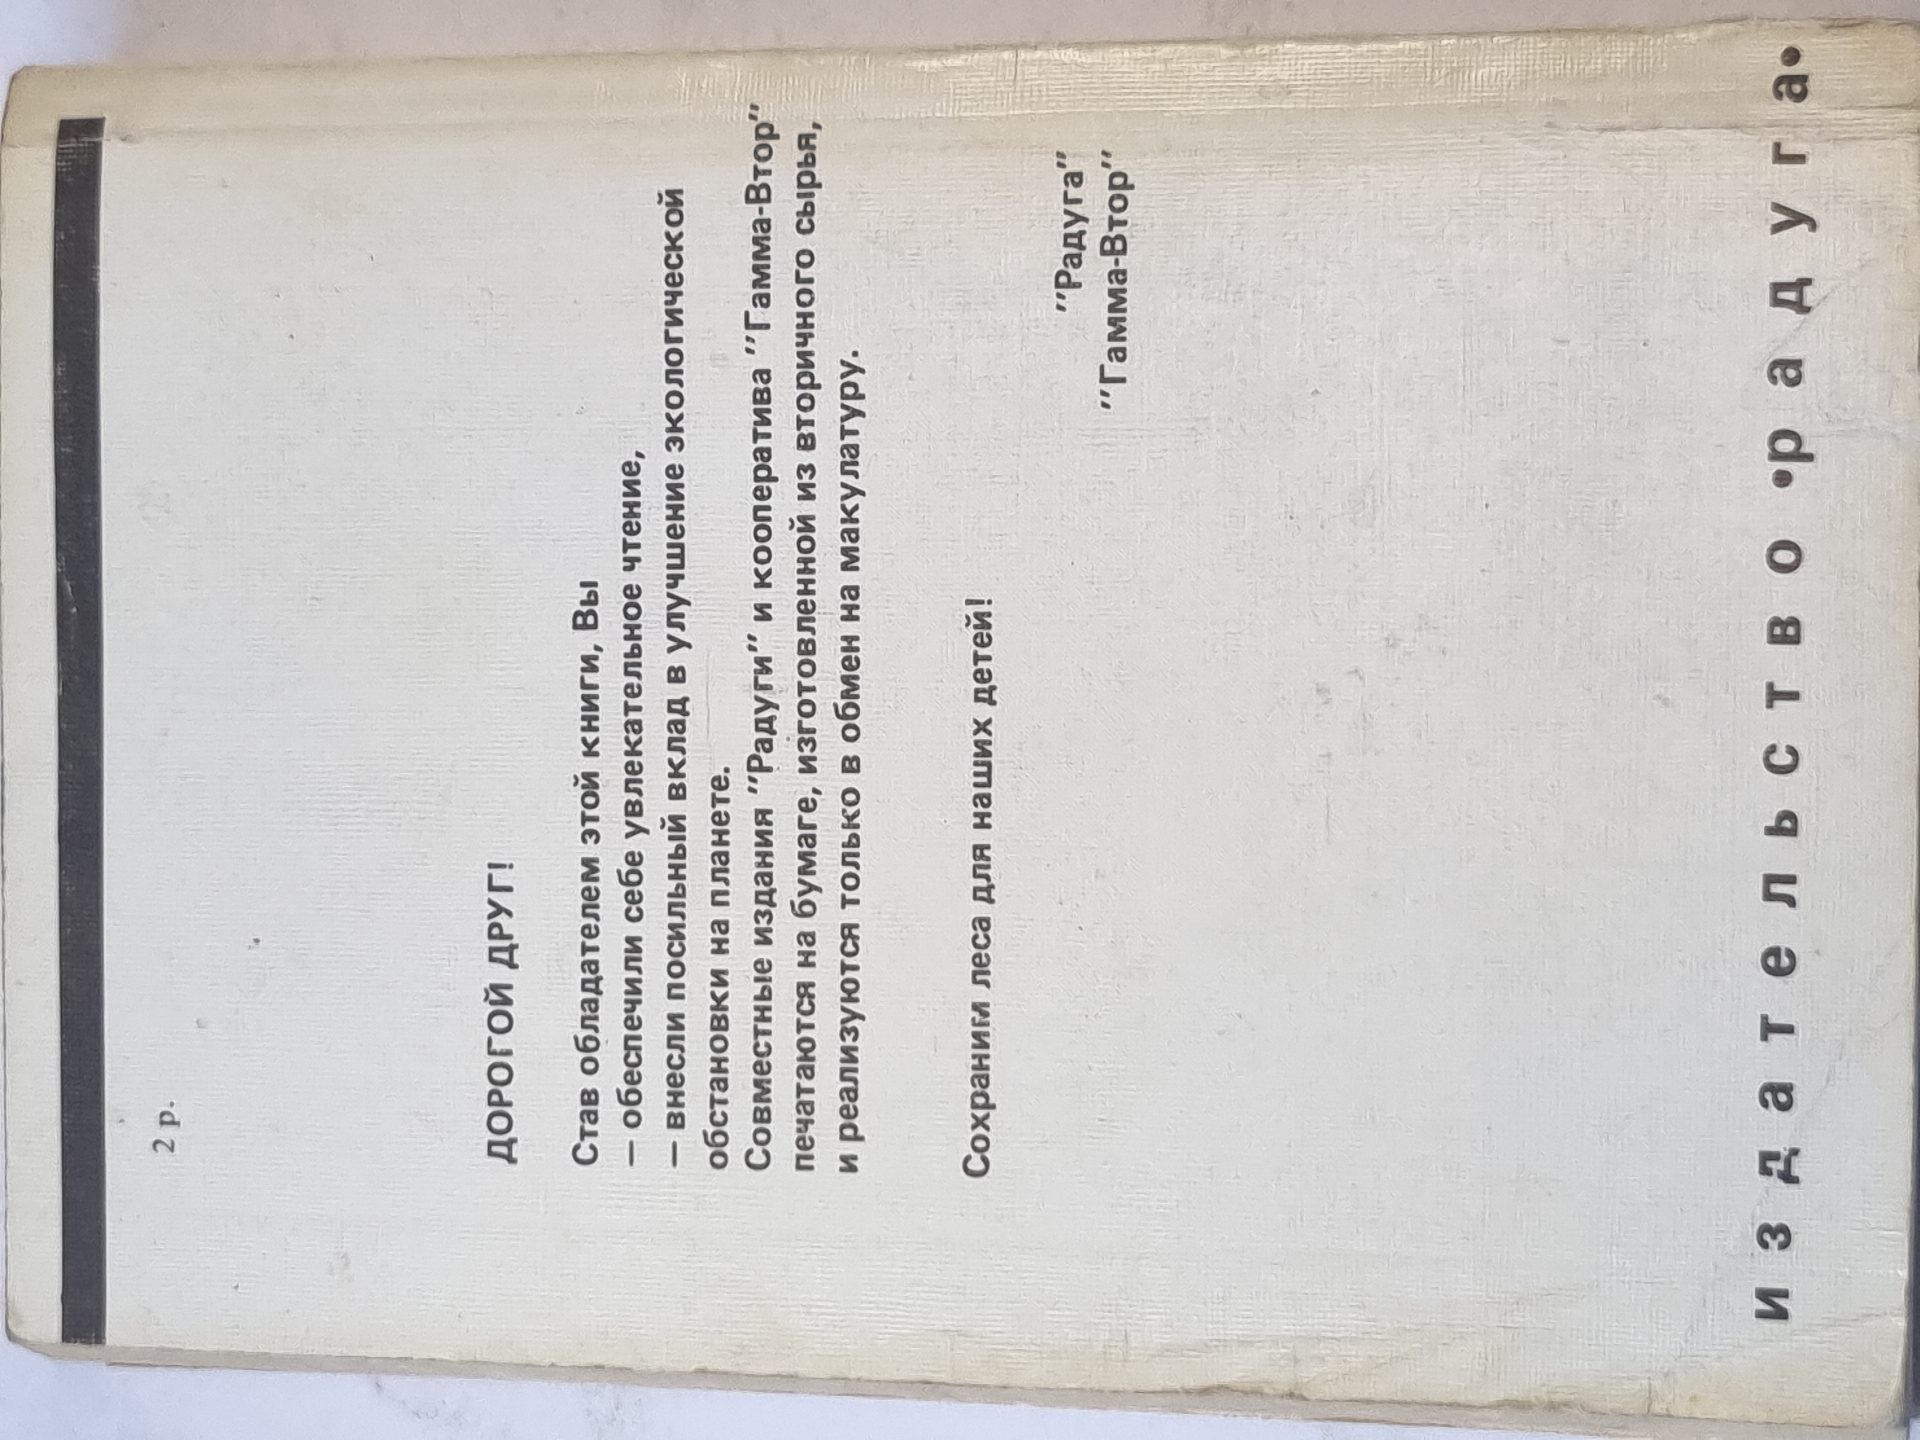 2 р.
ДОРОГОЙ ДРУГ!
Став обладателем этой книги, Вы
– обеспечили себе увлекательное чтение,
– внесли посильный вклад в улучшение экологической
обстановки на планете.
Совместные издания "Радуги" и кооператива "Гамма-Втор"
печатаются на бумаге, изготовленной из вторичного сырья,
и реализуются только в обмен на макулатуру.
Сохраним леса для наших детей!
"Радуга"
"Гамма-Втор"
издательство •радуга•